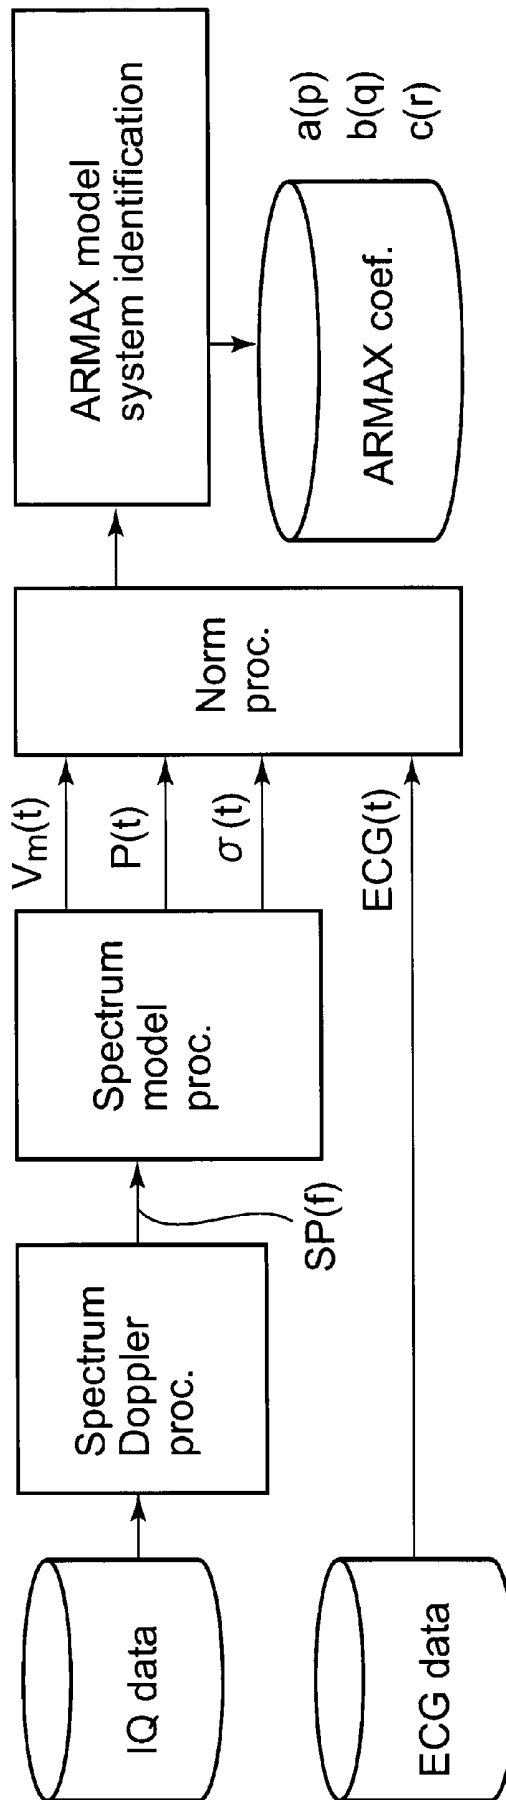 IQ data
Spectrum
Doppler
proc.
SP(f)
Spectrum
model
proc.
Vm(t)
P(t)
σ(t)
ECG data
ECG(t)
Norm
proc.
ARMAX model
system identification
ARMAX coef.
a(p)
b(q)
c(r)